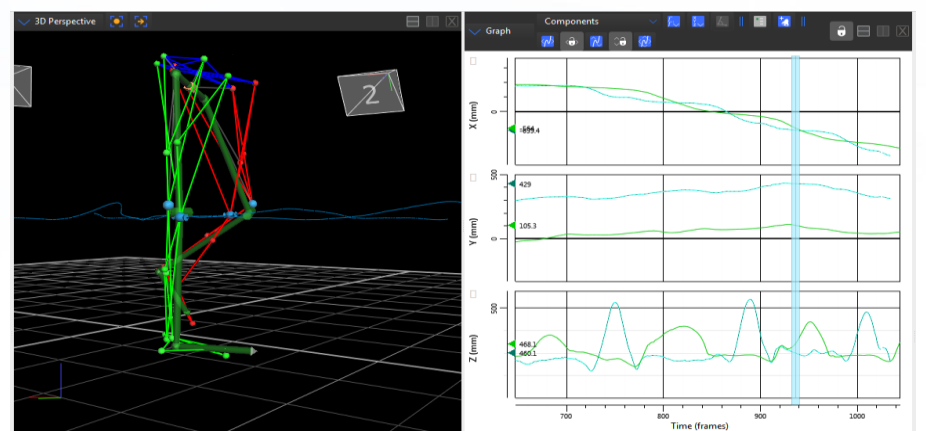 3D Perspective
2
Graph
Components
X (mm)
0
Y (mm)
500
0
429
105.3
Z (mm)
500
468.1
460.1
700
800
900
1000
Time (frames)